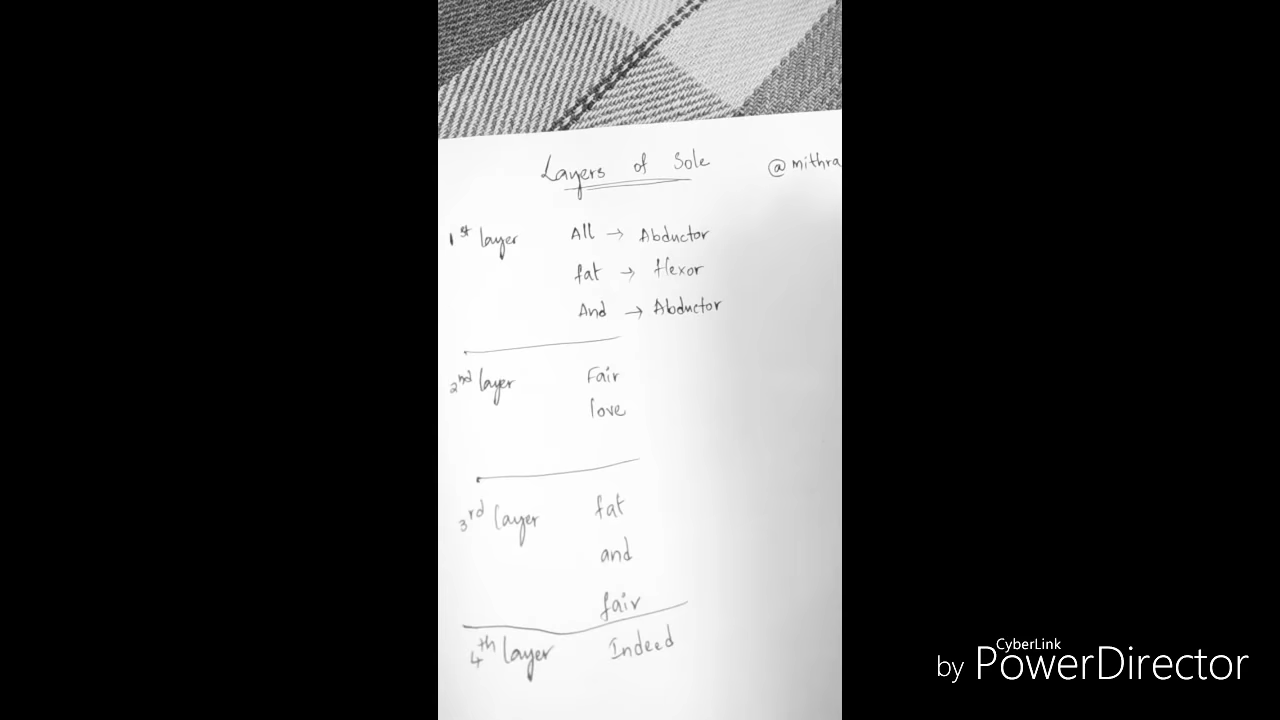 Layers of Sole @mithra
1st layer All → Abductor
fat → flexor
And → Abductor
2nd layer Fair
love
3rd layer fat
and
fair
4th layer Indeed
CyberLink
by PowerDirector